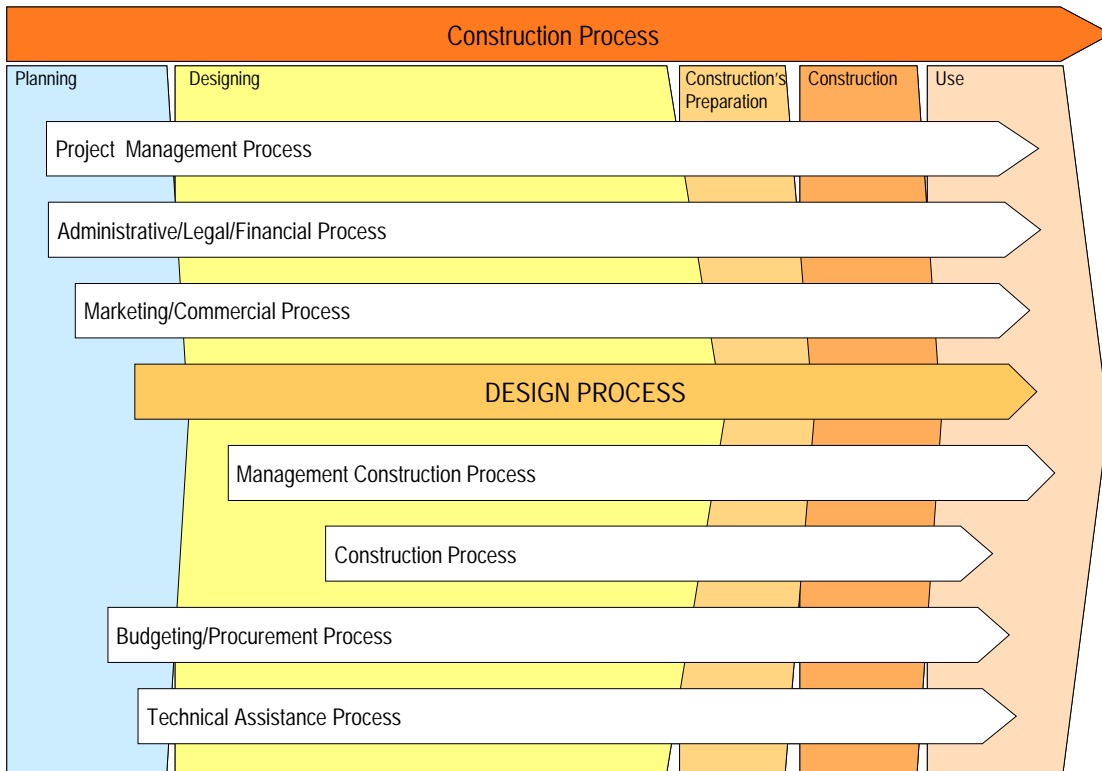 Construction Process
Planning
Designing
Construction's
Preparation
Construction
Use
Project Management Process
Administrative/Legal/Financial Process
Marketing/Commercial Process
DESIGN PROCESS
Management Construction Process
Construction Process
Budgeting/Procurement Process
Technical Assistance Process